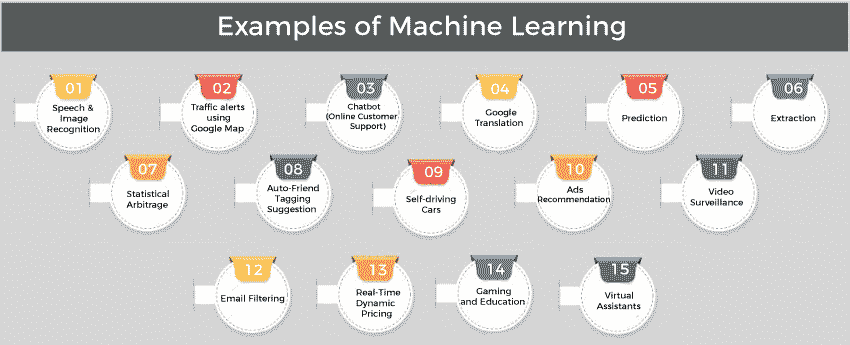 Examples of Machine Learning
01
Speech &
Image
Recognition
02
Traffic alerts
using
Google Map
03
Chatbot
(Online Customer
Support)
04
Google
Translation
05
Prediction
06
Extraction
07
Statistical
Arbitrage
08
Auto-Friend
Tagging
Suggestion
09
Self-driving
Cars
10
Ads
Recommendation
11
Video
Surveillance
12
Email Filtering
13
Real-Time
Dynamic
Pricing
14
Gaming
and Education
15
Virtual
Assistants